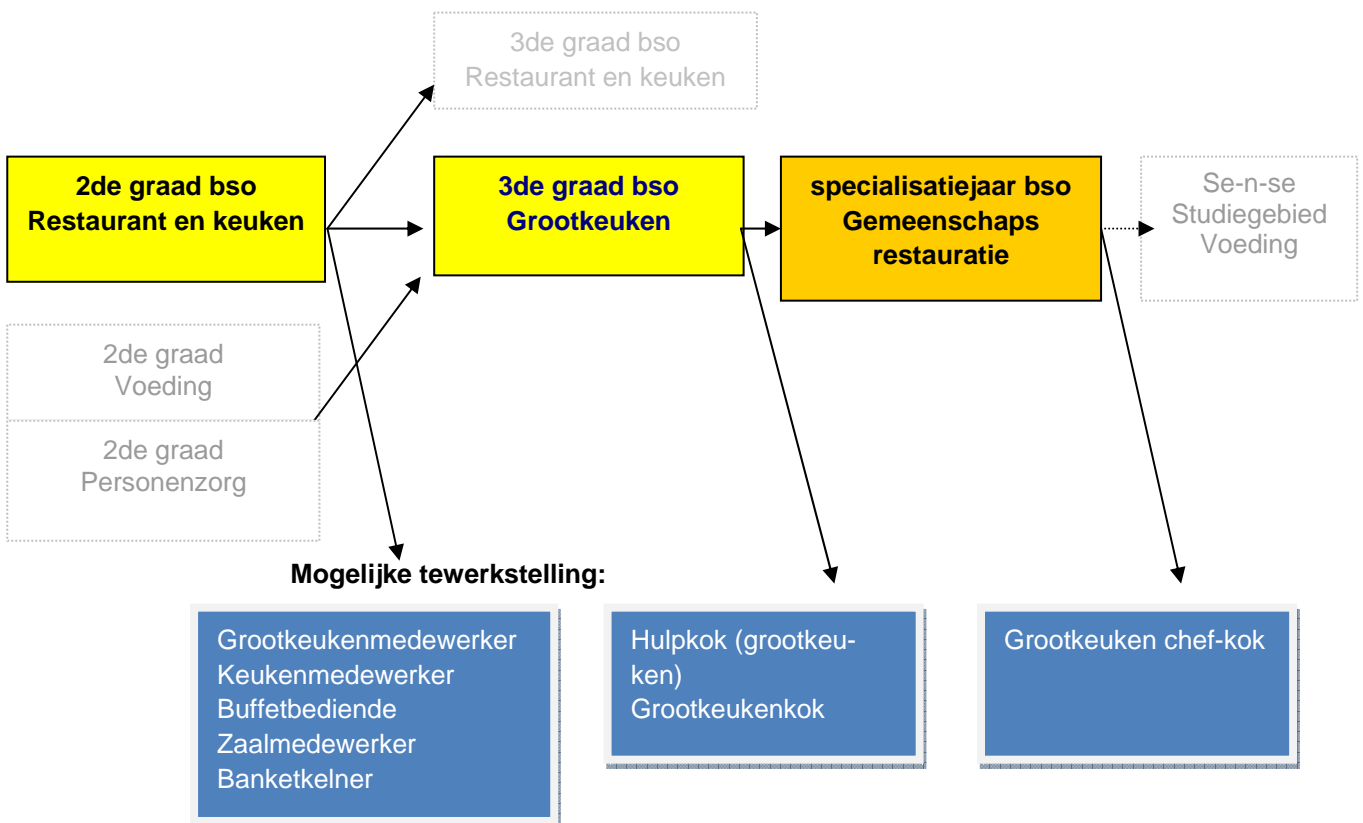 3de graad bso
Restaurant en keuken
2de graad bso
Restaurant en keuken
3de graad bso
Grootkeuken
specialisatiejaar bso
Gemeenschaps
restauratie
Se-n-se
Studiegebied
Voeding
2de graad
Voeding
2de graad
Personenzorg
Mogelijke tewerkstelling:
Grootkeukenmedewerker
Keukenmedewerker
Buffetbediende
Zaalmedewerker
Banketkelner
Hulpkok (grootkeu-
ken)
Grootkeukenkok
Grootkeuken chef-kok